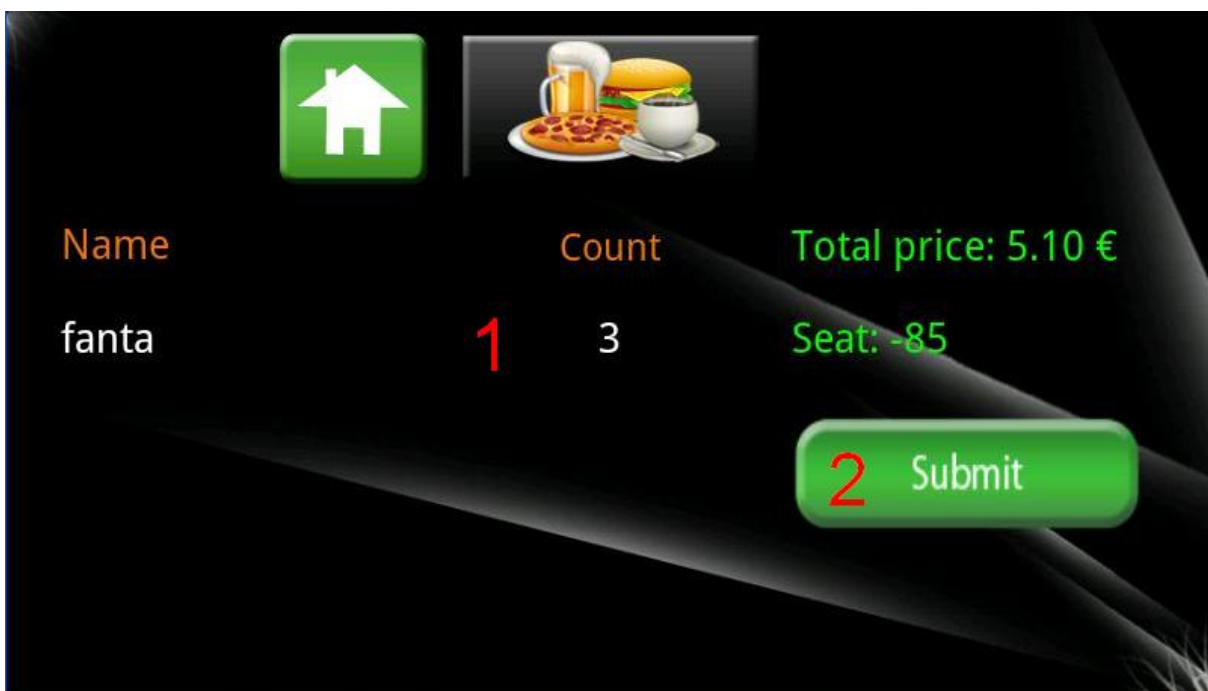 Name Count Total price: 5.10 €
fanta 1 3 Seat: -85
2 Submit